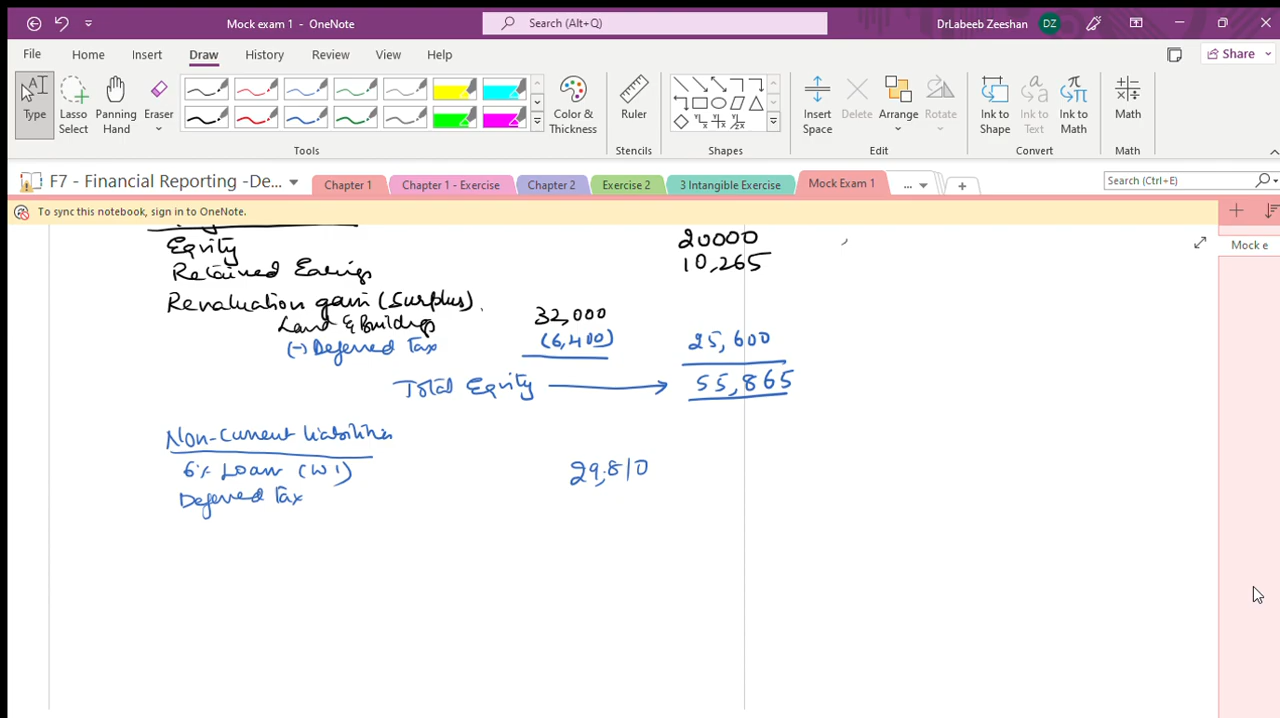 Mock exam 1 - OneNote
Search (Alt+Q)
DrLabeeb Zeeshan
DZ
File Home Insert Draw History Review View Help
Share
Type
Lasso Select
Panning Hand
Eraser
Color & Thickness
Ruler
Insert Space
Delete
Arrange
Rotate
Ink to Shape
Ink to Text
Ink to Math
Math
Tools
Stencils
Shapes
Edit
Convert
Math
F7 - Financial Reporting -De...
Chapter 1
Chapter 1 - Exercise
Chapter 2
Exercise 2
3 Intangible Exercise
Mock Exam 1
...
Search (Ctrl+E)
To sync this notebook, sign in to OneNote.
Mock e
Equity 20000
Retained Earings 10,265
Revaluation gain (Surplus).
Land & Buildings 32,000
(-) Deferred Tax (6,400) 25,600
Total Equity 55,865
Non-Current liabilities
6% Loan (W1) 29,810
Deferred Tax